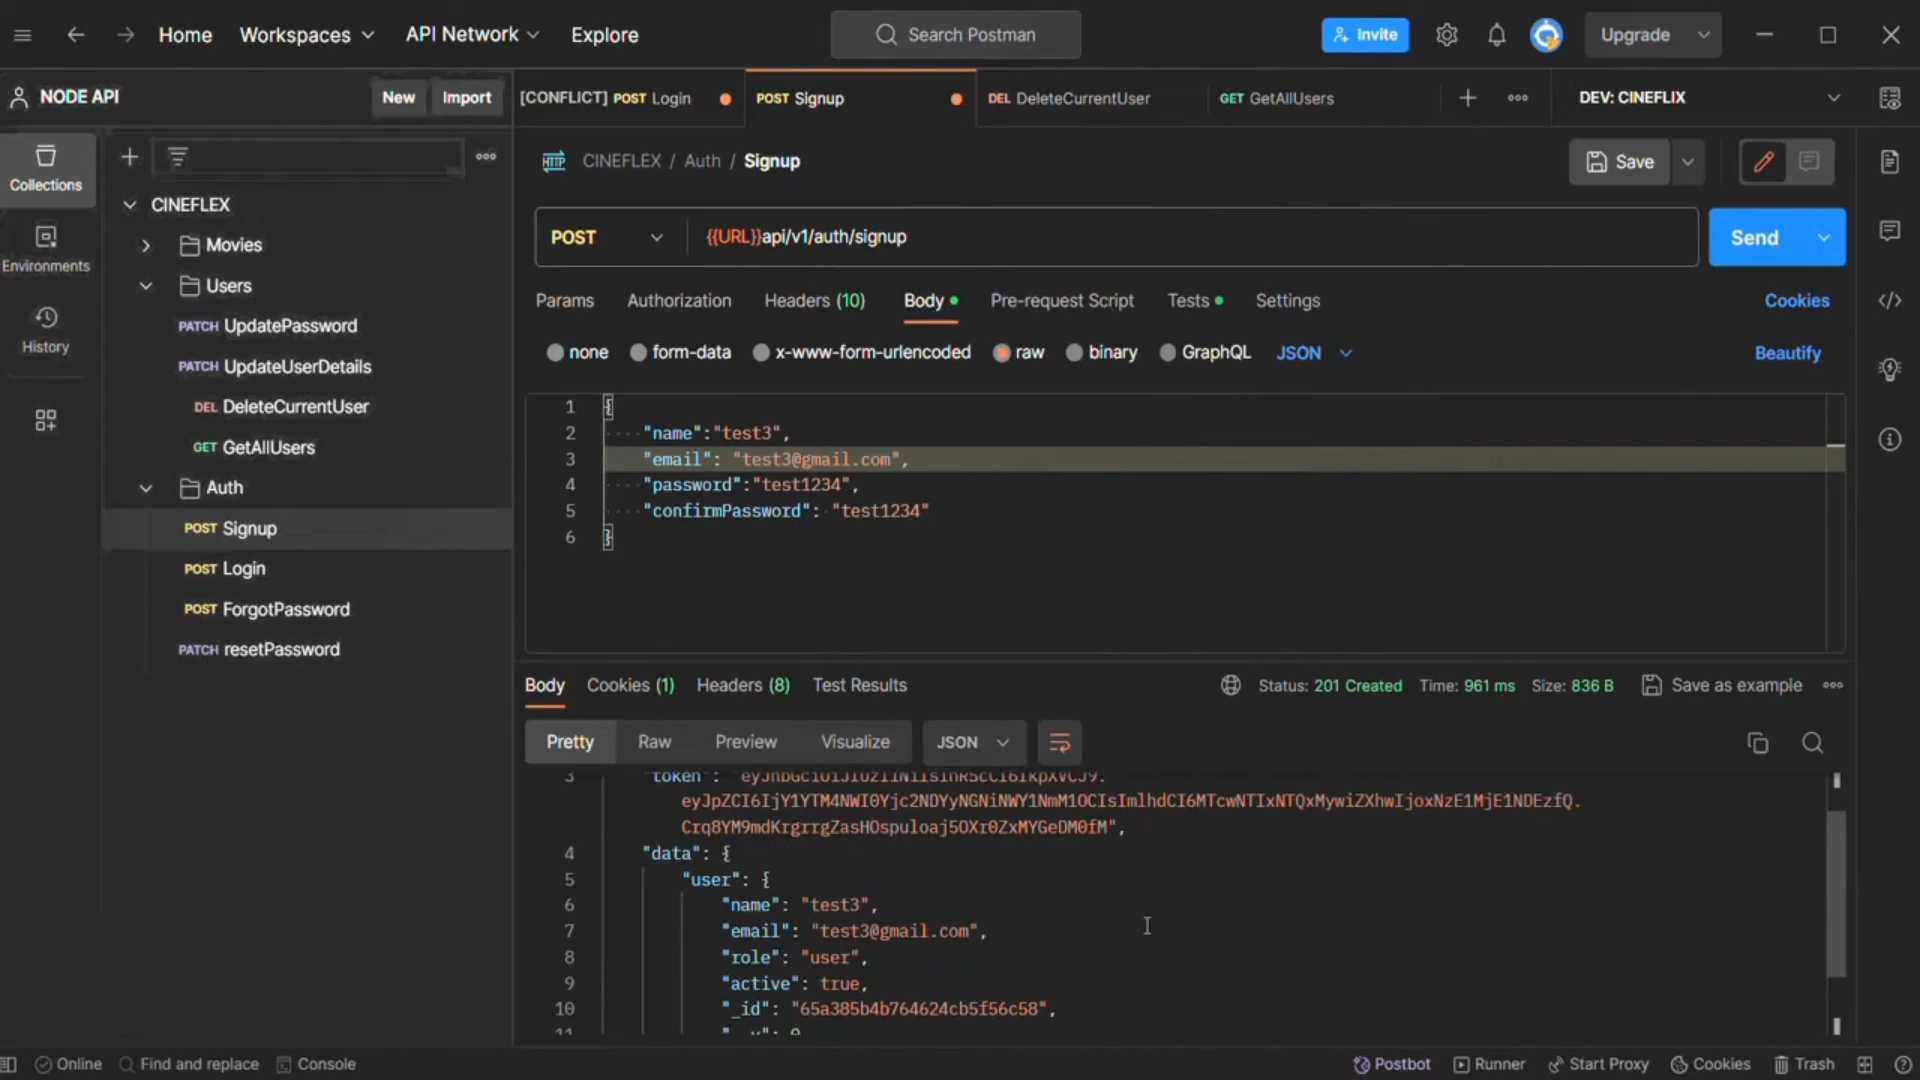 Home Workspaces API Network Explore Search Postman Invite Upgrade
NODE API New Import [CONFLICT] POST Login POST Signup DEL DeleteCurrentUser GET GetAllUsers DEV: CINEFLIX
Collections
Environments
History
CINEFLEX
Movies
Users
PATCH UpdatePassword
PATCH UpdateUserDetails
DEL DeleteCurrentUser
GET GetAllUsers
Auth
POST Signup
POST Login
POST ForgotPassword
PATCH resetPassword
HTTP CINEFLEX / Auth / Signup Save
POST {{URL}}api/v1/auth/signup Send
Params Authorization Headers (10) Body Pre-request Script Tests Settings Cookies
none form-data x-www-form-urlencoded raw binary GraphQL JSON Beautify
1 {
2 "name":"test3",
3 "email": "test3@gmail.com",
4 "password":"test1234",
5 "confirmPassword": "test1234"
6 }
Body Cookies (1) Headers (8) Test Results Status: 201 Created Time: 961 ms Size: 836 B Save as example
Pretty Raw Preview Visualize JSON
3 "token":
4 "data": {
5 "user": {
6 "name": "test3",
7 "email": "test3@gmail.com",
8 "role": "user",
9 "active": true,
10 "_id": "65a385b4b764624cb5f56c58",
Online Find and replace Console Postbot Runner Start Proxy Cookies Trash